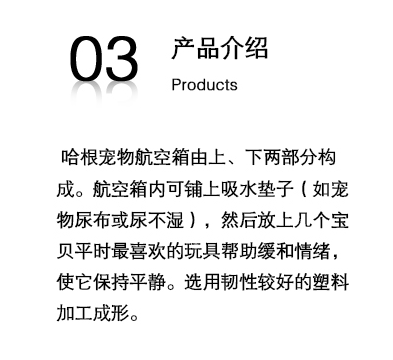 03
产品介绍
Products
哈根宠物航空箱由上、下两部分构
成。航空箱内可铺上吸水垫子（如宠
物尿布或尿不湿），然后放上几个宝
贝平时最喜欢的玩具帮助缓和情绪，
使它保持平静。选用韧性较好的塑料
加工成形。